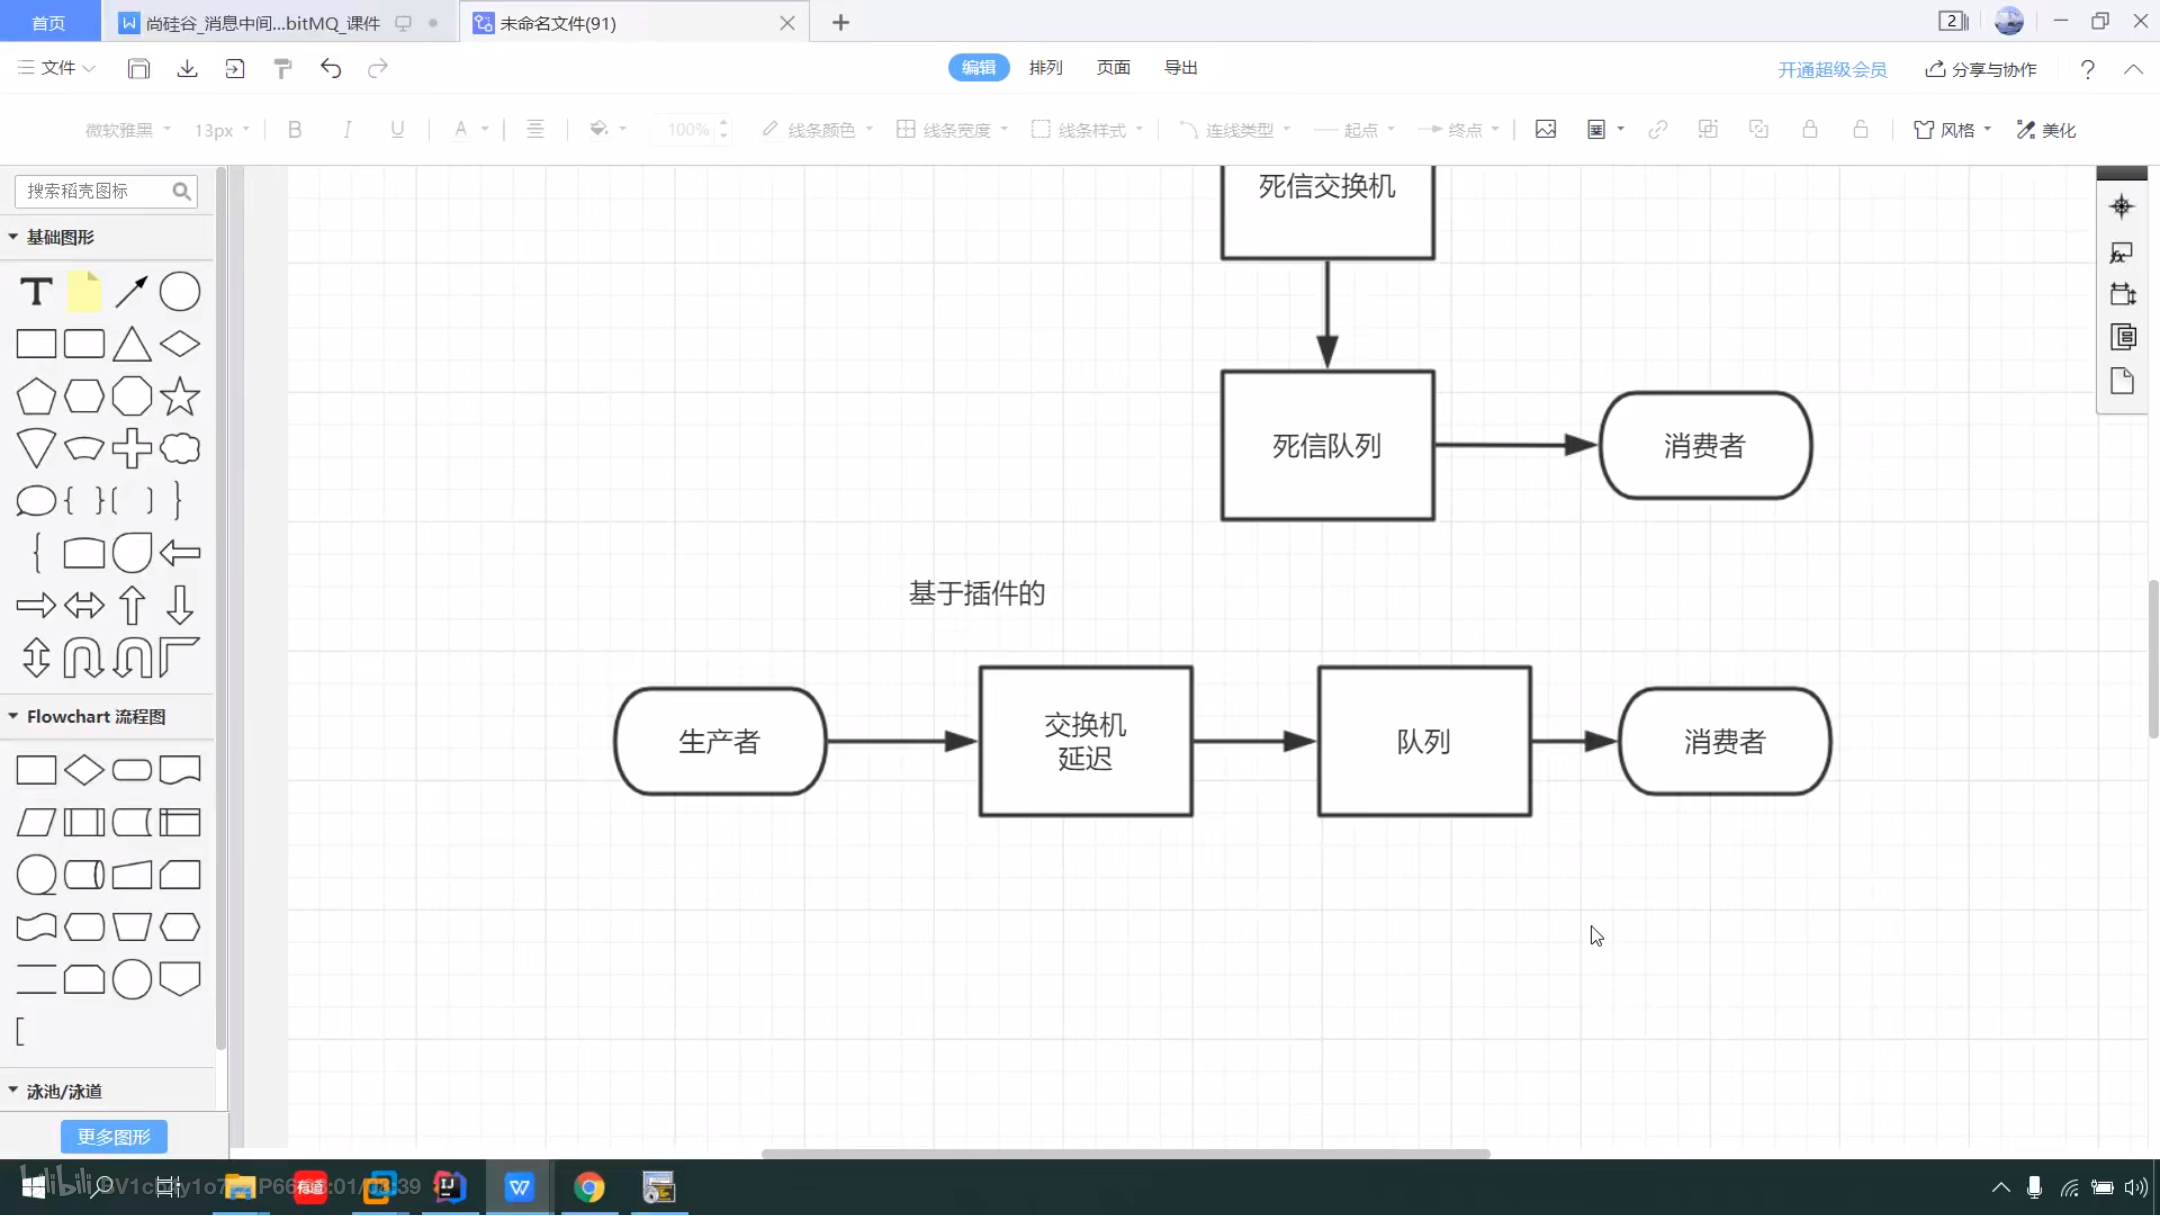 首页
尚硅谷_消息中间...bitMQ_课件
未命名文件(91)
2
文件
编辑
排列
页面
导出
开通超级会员
分享与协作
微软雅黑
13px
B
I
U
A
100%
线条颜色
线条宽度
线条样式
连线类型
起点
终点
风格
美化
搜索稻壳图标
基础图形
T
Flowchart 流程图
泳池/泳道
更多图形
死信交换机
死信队列
消费者
基于插件的
生产者
交换机
延迟
队列
消费者
bilibili
有道